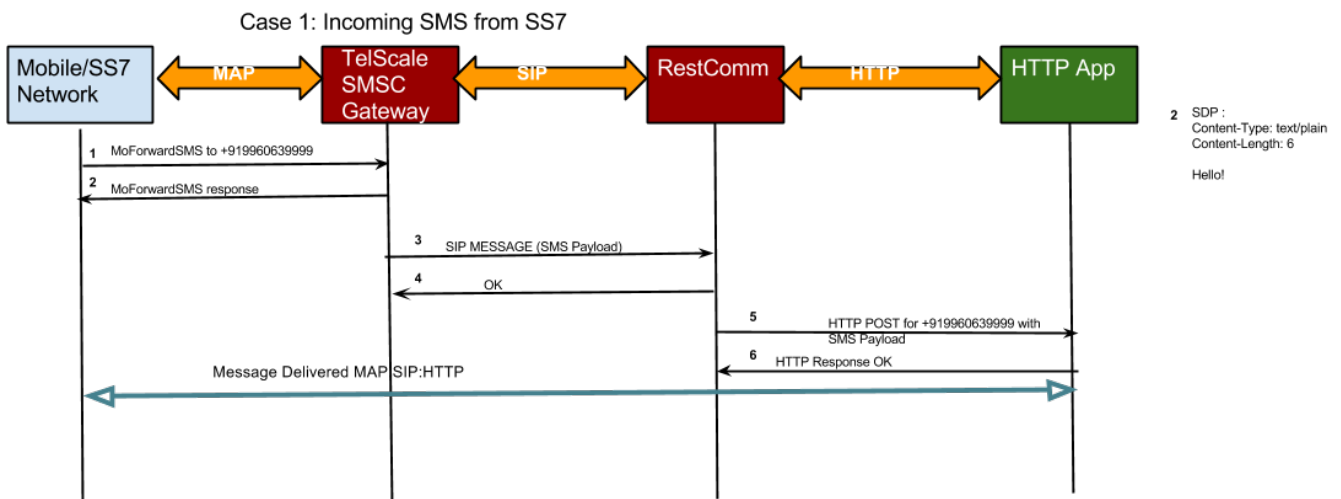 Case 1: Incoming SMS from SS7
Mobile/SS7
Network
MAP
TelScale
SMSC
Gateway
SIP
RestComm
HTTP
HTTP App
2 SDP :
Content-Type: text/plain
Content-Length: 6
Hello!
1 MoForwardSMS to +919960639999
2 MoForwardSMS response
3 SIP MESSAGE (SMS Payload)
4 OK
5 HTTP POST for +919960639999 with
SMS Payload
6 HTTP Response OK
Message Delivered MAP SIP:HTTP